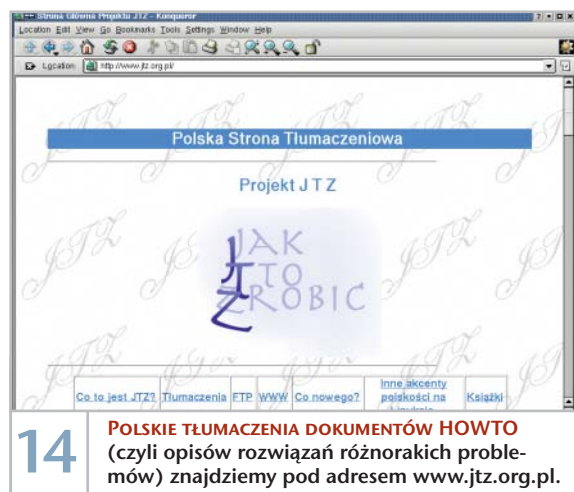 Strona Główna Projektu JTZ - Konqueror
Location Edit View Go Bookmarks Tools Settings Window Help
Location: http://www.jtz.org.pl/
Polska Strona Tłumaczeniowa
Projekt J T Z
JAK
TO
ZROBIC
Co to jest JTZ? Tłumaczenia FTP WWW Co nowego? Inne akcenty polskości na Książki
14
POLSKIE TŁUMACZENIA DOKUMENTÓW HOWTO
(czyli opisów rozwiązań różnorakich proble-
mów) znajdziemy pod adresem www.jtz.org.pl.